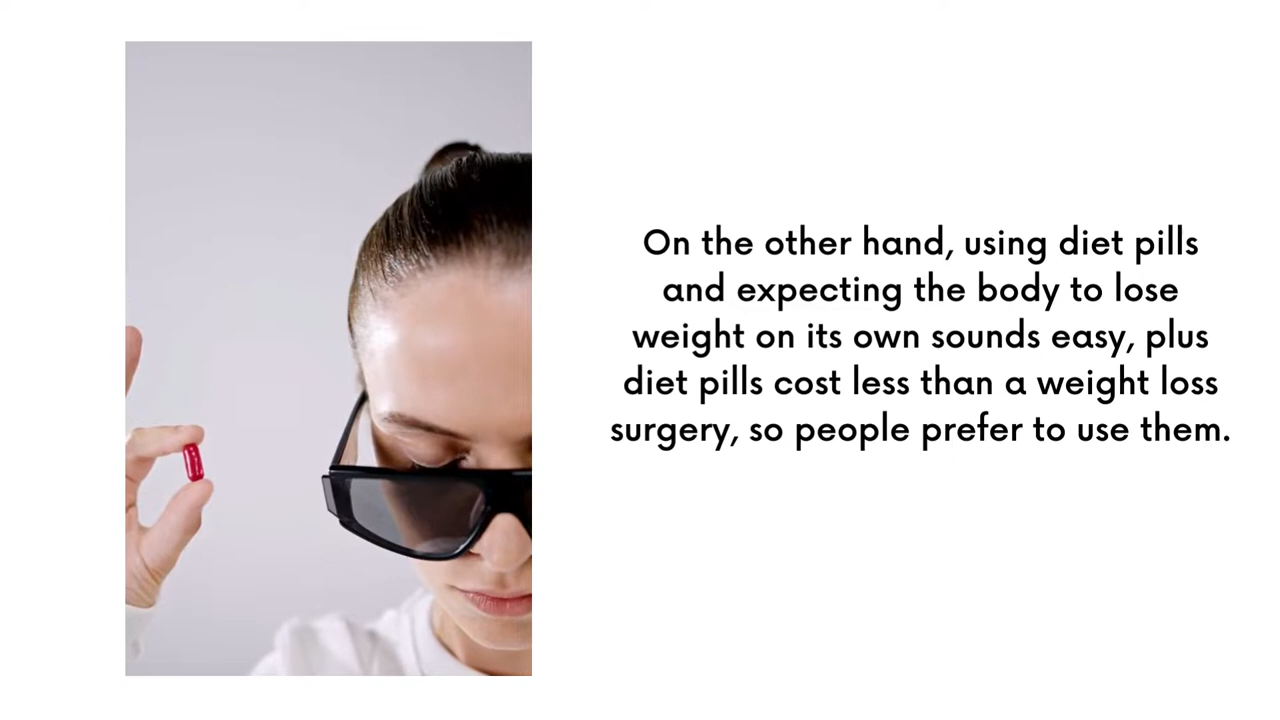 On the other hand, using diet pills
and expecting the body to lose
weight on its own sounds easy, plus
diet pills cost less than a weight loss
surgery, so people prefer to use them.